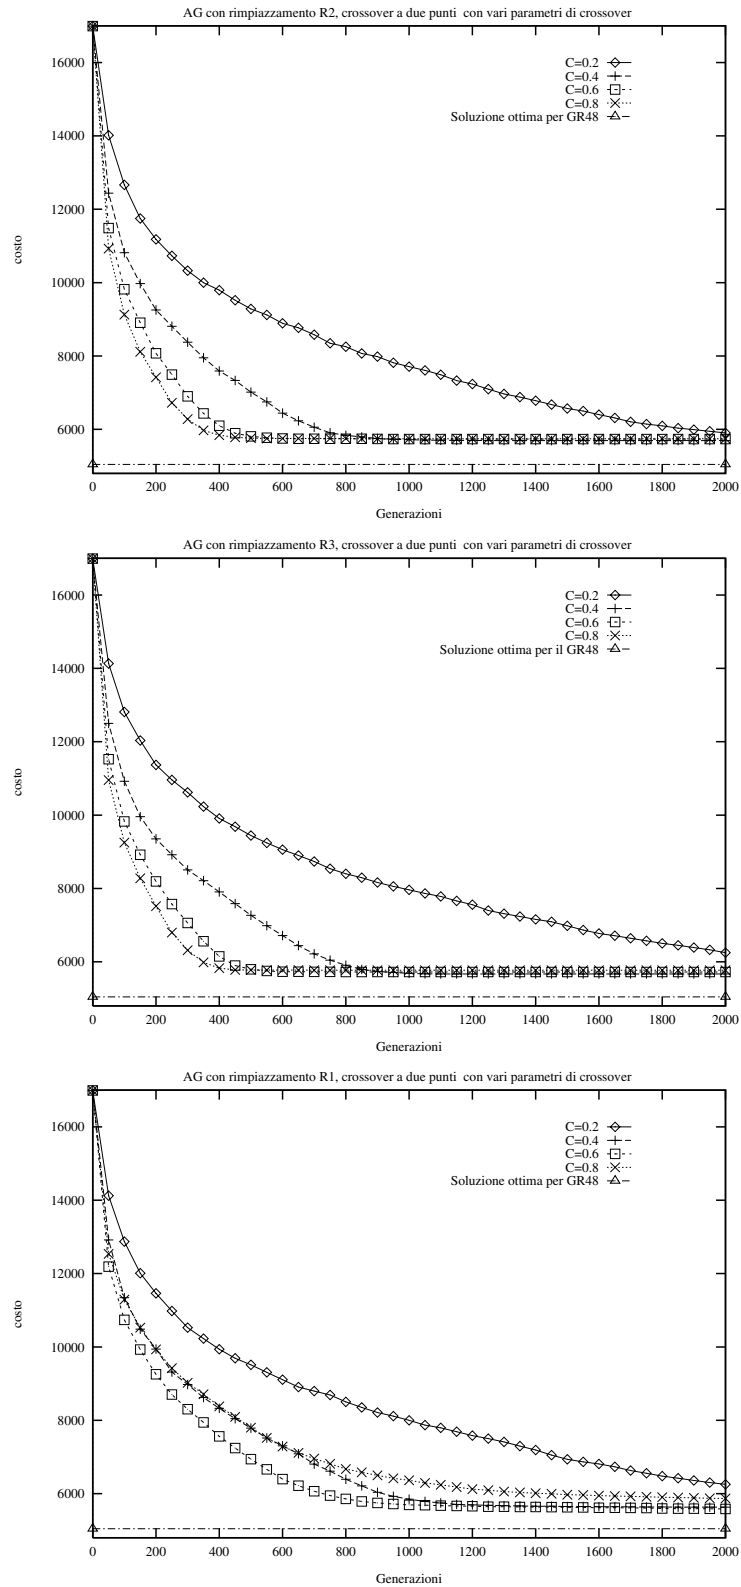 AG con rimpiazzamento R2, crossover a due punti  con vari parametri di crossover
16000
14000
12000
10000
8000
6000
costo
C=0.2
C=0.4
C=0.6
C=0.8
Soluzione ottima per GR48
0 200 400 600 800 1000 1200 1400 1600 1800 2000
Generazioni
AG con rimpiazzamento R3, crossover a due punti  con vari parametri di crossover
16000
14000
12000
10000
8000
6000
costo
C=0.2
C=0.4
C=0.6
C=0.8
Soluzione ottima per il GR48
0 200 400 600 800 1000 1200 1400 1600 1800 2000
Generazioni
AG con rimpiazzamento R1, crossover a due punti  con vari parametri di crossover
16000
14000
12000
10000
8000
6000
costo
C=0.2
C=0.4
C=0.6
C=0.8
Soluzione ottima per GR48
0 200 400 600 800 1000 1200 1400 1600 1800 2000
Generazioni